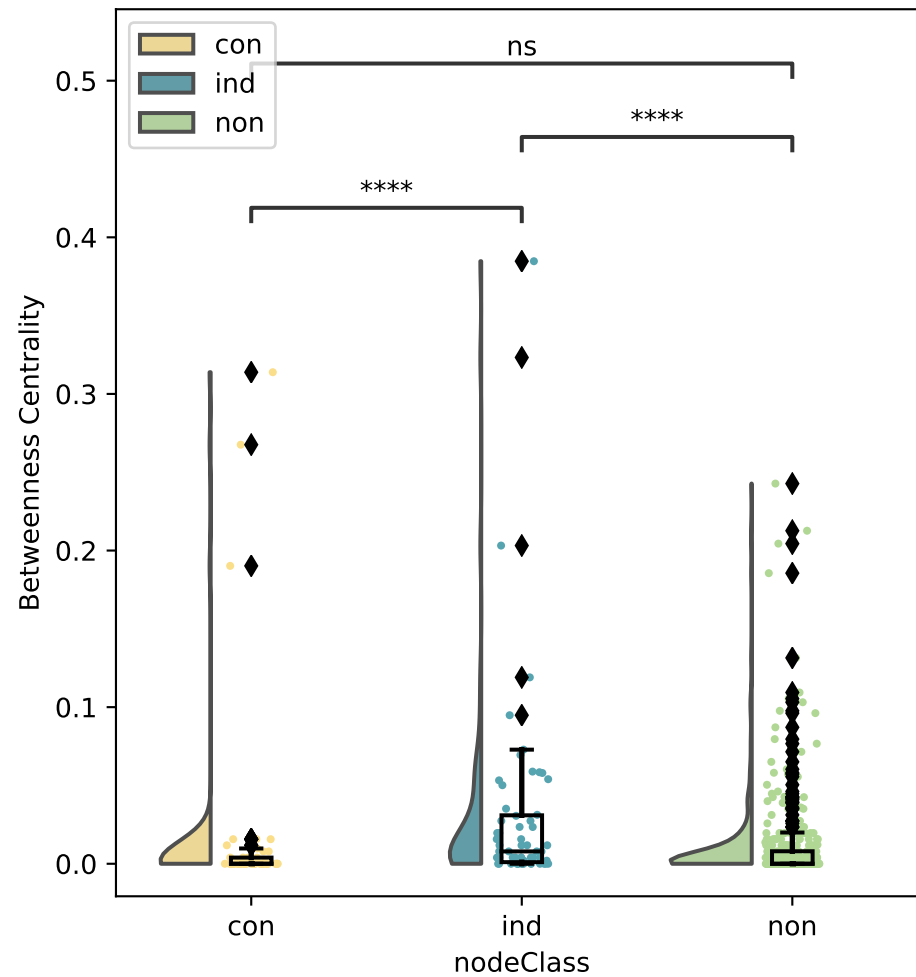 con
ind
non
ns
****
****
0.5
0.4
0.3
0.2
0.1
0.0
Betweenness Centrality
con
ind
non
nodeClass